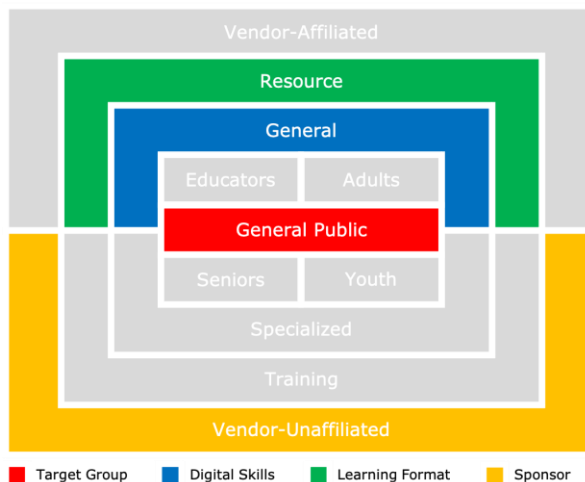 Vendor-Affiliated
Resource
General
Educators Adults
General Public
Seniors Youth
Specialized
Training
Vendor-Unaffiliated
Target Group Digital Skills Learning Format Sponsor